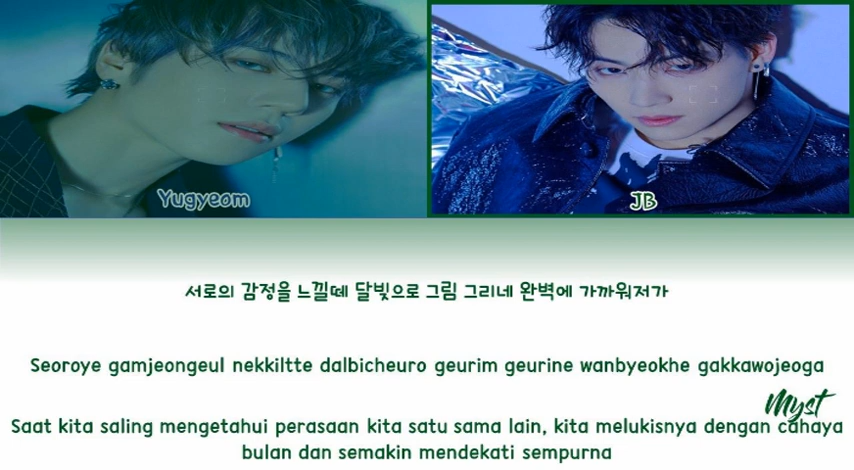 Yugyeom
JB
서로의 감정을 느낄떼 달빛으로 그림 그리네 완벽에 가까워저가
Seoroye gamjeongeul nekkiltte dalbicheuro geurim geurine wanbyeokhe gakkawojeoga
Myst
Saat kita saling mengetahui perasaan kita satu sama lain, kita melukisnya dengan cahaya
bulan dan semakin mendekati sempurna